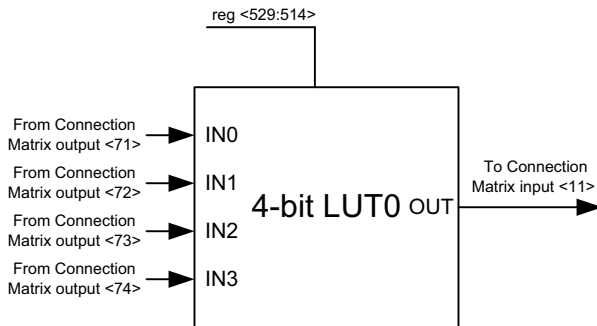 reg <529:514>
From Connection
Matrix output <71>
IN0
From Connection
Matrix output <72>
IN1
From Connection
Matrix output <73>
IN2
From Connection
Matrix output <74>
IN3
4-bit LUT0
OUT
To Connection
Matrix input <11>